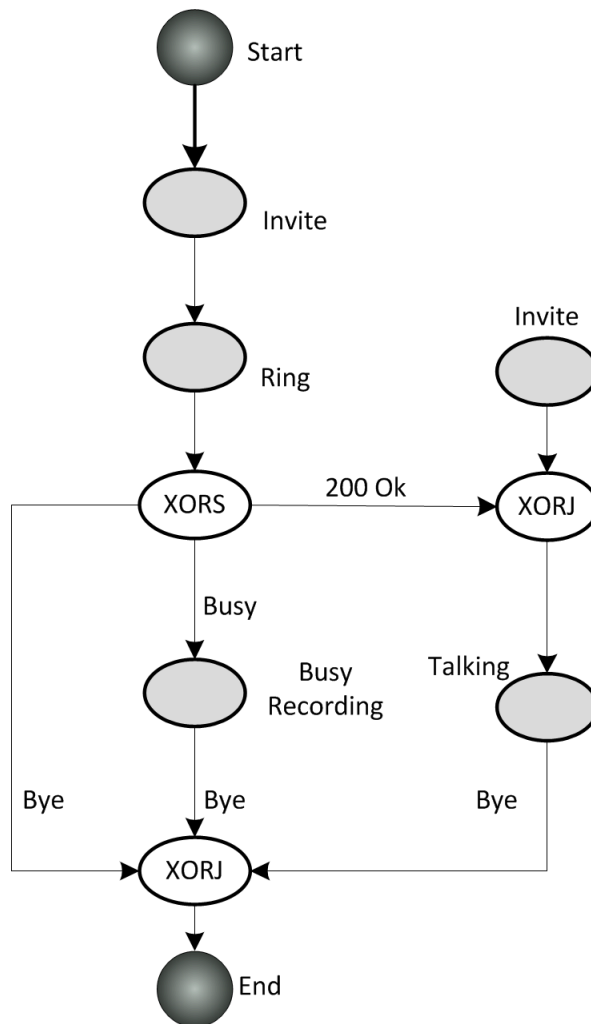 Start
Invite
Invite
Ring
XORS
200 Ok
XORJ
Busy
Busy
Recording
Talking
Bye
Bye
Bye
XORJ
End